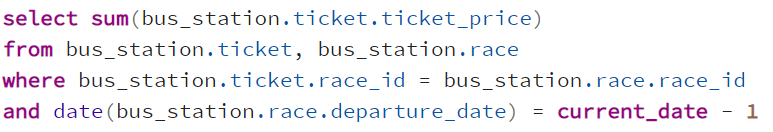 select sum(bus_station.ticket.ticket_price)
from bus_station.ticket, bus_station.race
where bus_station.ticket.race_id = bus_station.race.race_id
and date(bus_station.race.departure_date) = current_date - 1